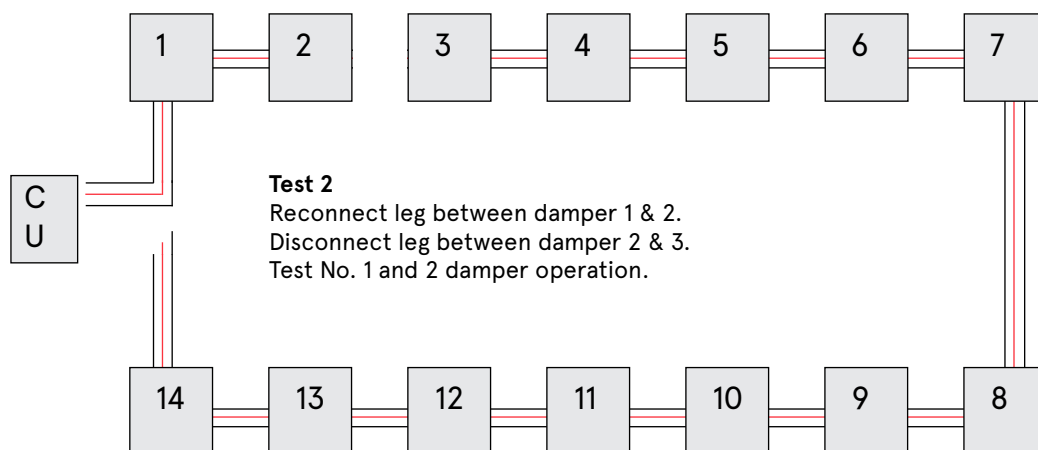 1 2 3 4 5 6 7
C
U
Test 2
Reconnect leg between damper 1 & 2.
Disconnect leg between damper 2 & 3.
Test No. 1 and 2 damper operation.
14 13 12 11 10 9 8